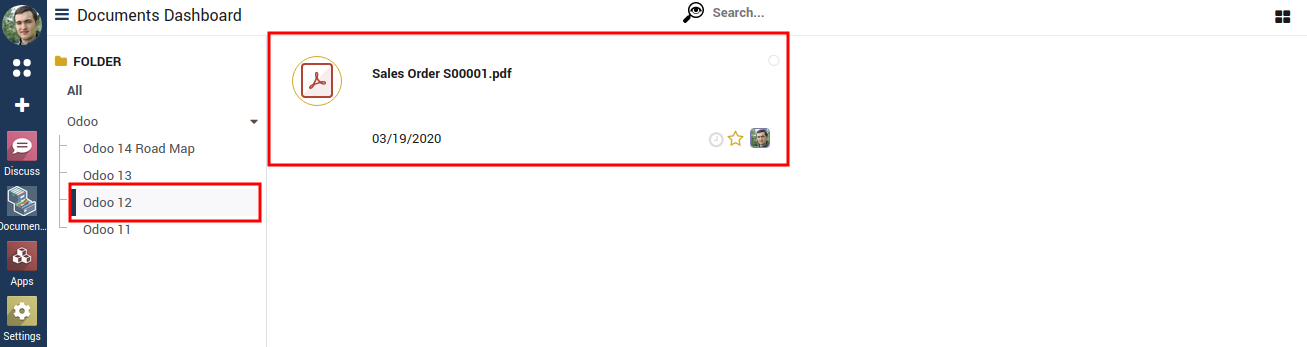 Documents Dashboard
Search...
FOLDER
All
Odoo
Odoo 14 Road Map
Odoo 13
Odoo 12
Odoo 11
Sales Order S00001.pdf
03/19/2020
Discuss
Documen...
Apps
Settings